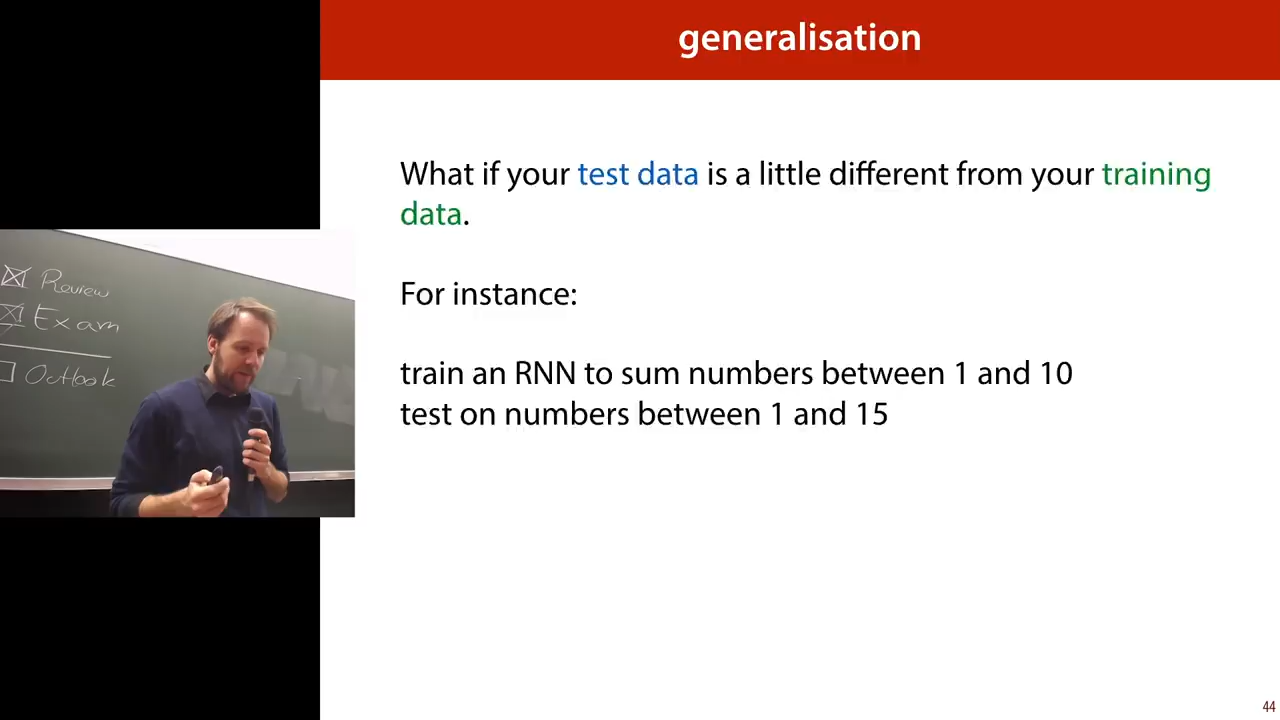 generalisation
What if your test data is a little different from your training
data.
For instance:
train an RNN to sum numbers between 1 and 10
test on numbers between 1 and 15
Review
Exam
Outlook
44